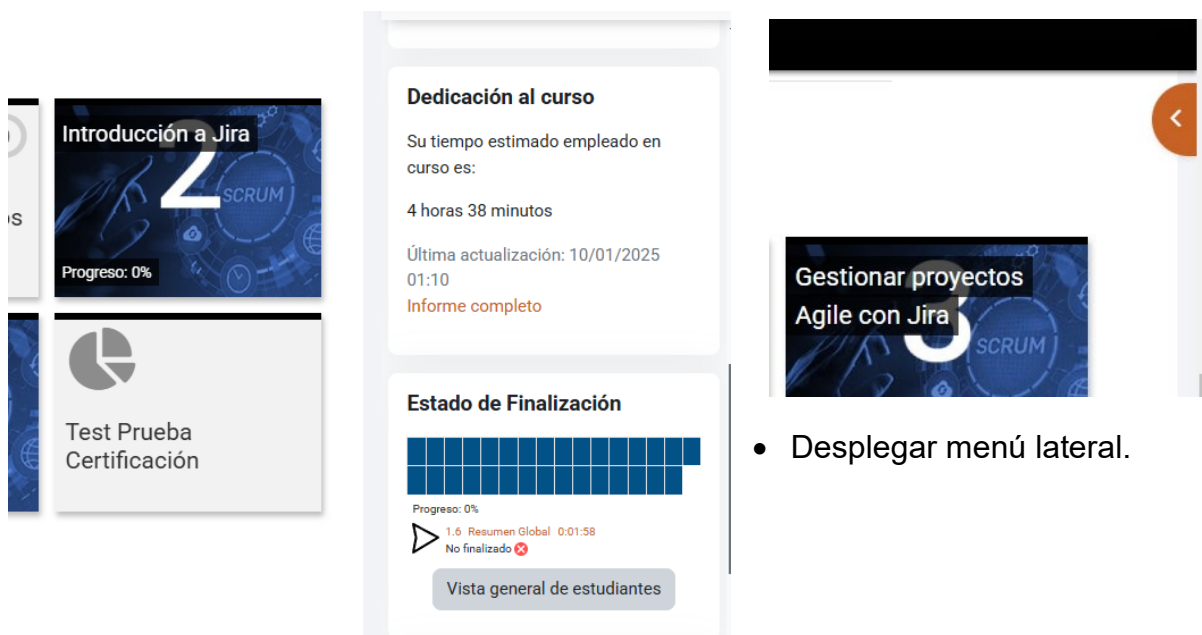 s
2
Introducción a Jira
SCRUM
Progreso: 0%
Test Prueba
Certificación
Dedicación al curso
Su tiempo estimado empleado en
curso es:
4 horas 38 minutos
Última actualización: 10/01/2025
01:10
Informe completo
Estado de Finalización
Progreso: 0%
1.6 Resumen Global 0:01:58
No finalizado
Vista general de estudiantes
3
Gestionar proyectos
Agile con Jira
SCRUM
• Desplegar menú lateral.